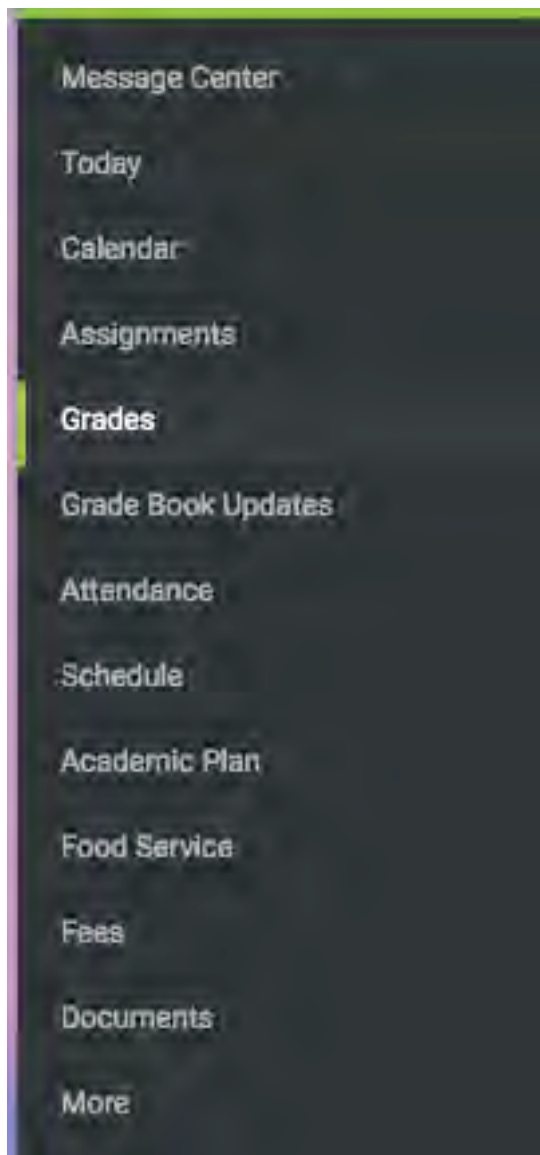 Message Center
Today
Calendar
Assignments
Grades
Grade Book Updates
Attendance
Schedule
Academic Plan
Food Service
Fees
Documents
More